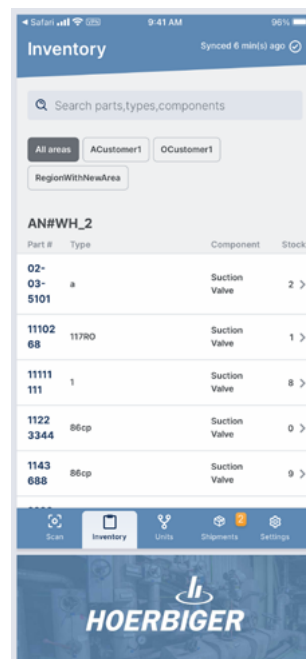 Safari VPN 9:41 AM 96%
Inventory Synced 6 min(s) ago
Search parts,types,components
All areas ACustomer1 OCustomer1
RegionWithNewArea
AN#WH_2
Part # Type Component Stock
02-
03-
5101
a
Suction
Valve
2
11102
68
117RO
Suction
Valve
1
11111
111
1
Suction
Valve
8
1122
3344
86cp
Suction
Valve
0
1143
688
86cp
Suction
Valve
9
2
Scan Inventory Units Shipments Settings
HOERBIGER